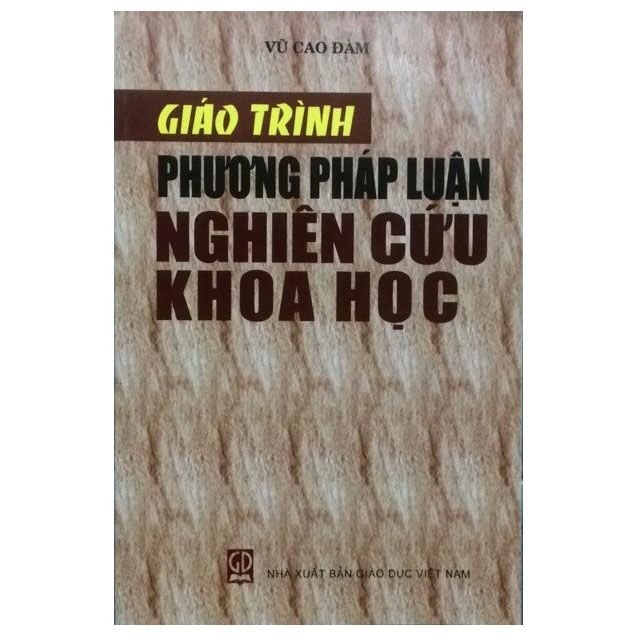 VŨ CAO ĐÀM
GIÁO TRÌNH
PHƯƠNG PHÁP LUẬN
NGHIÊN CỨU
KHOA HỌC
GD
NHÀ XUẤT BẢN GIÁO DỤC VIỆT NAM